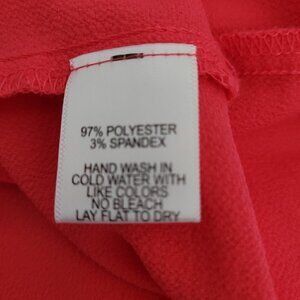 97% POLYESTER
3% SPANDEX
HAND WASH IN
COLD WATER WITH
LIKE COLORS
NO BLEACH
LAY FLAT TO DRY